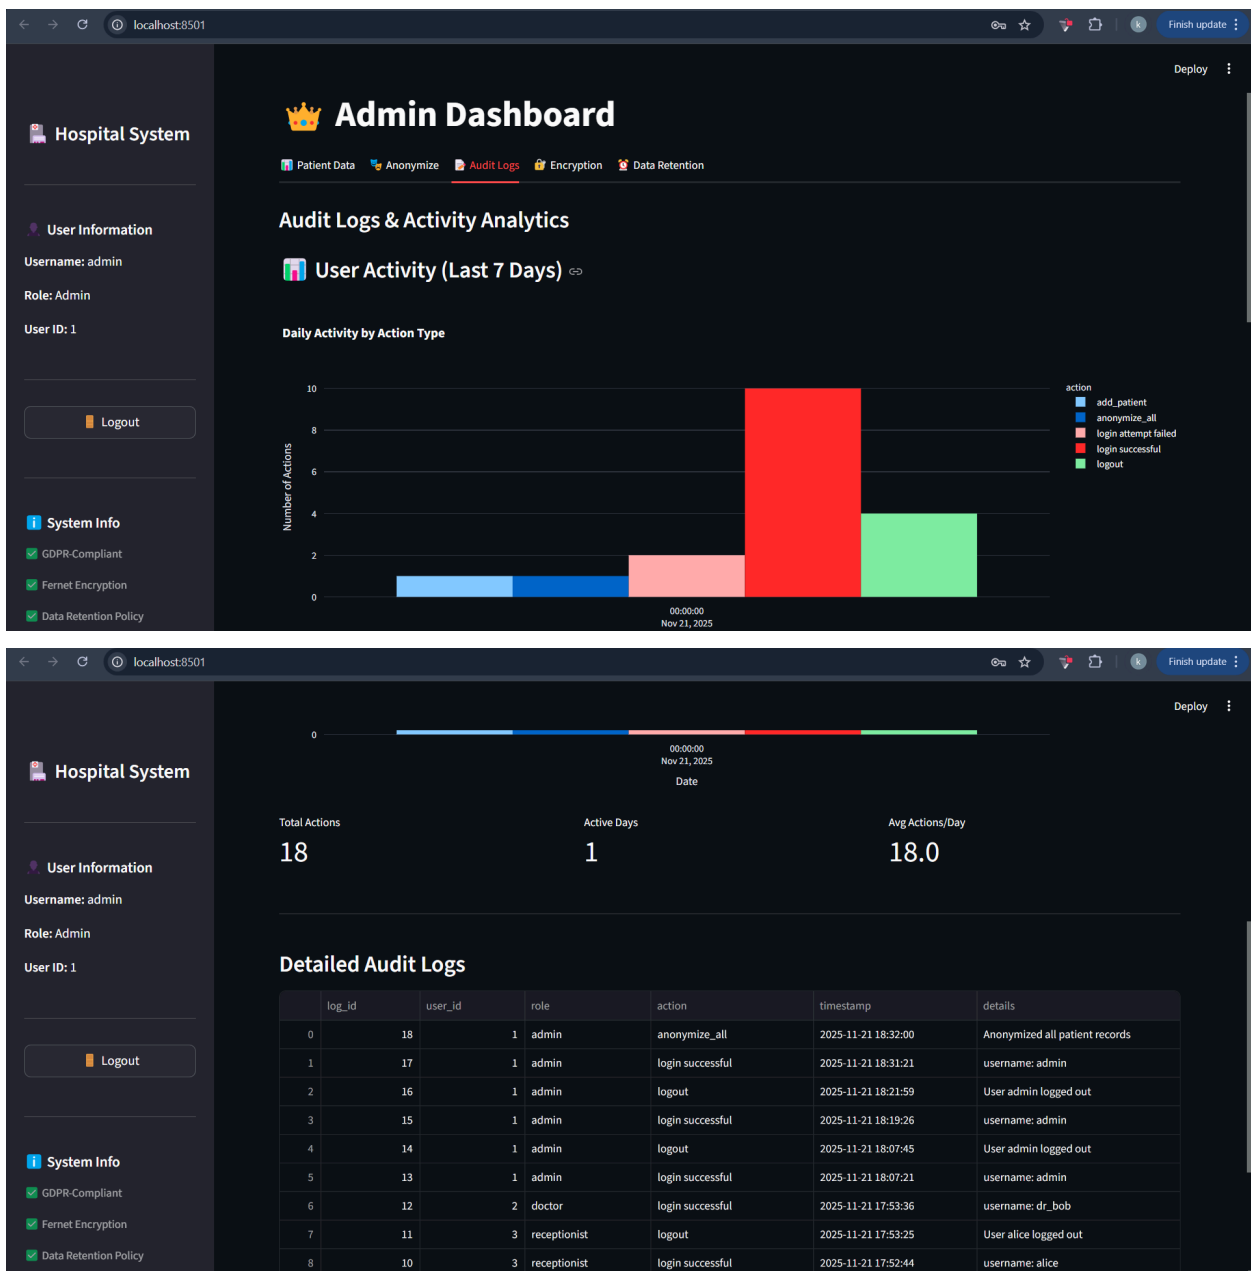 localhost:8501
k
Finish update
Deploy
Hospital System
User Information
Username: admin
Role: Admin
User ID: 1
Logout
System Info
GDPR-Compliant
Fernet Encryption
Data Retention Policy
Admin Dashboard
Patient Data Anonymize Audit Logs Encryption Data Retention
Audit Logs & Activity Analytics
User Activity (Last 7 Days)
Daily Activity by Action Type
Number of Actions
10
8
6
4
2
0
00:00:00
Nov 21, 2025
action
add_patient
anonymize_all
login attempt failed
login successful
logout
localhost:8501
k
Finish update
Deploy
Hospital System
User Information
Username: admin
Role: Admin
User ID: 1
Logout
System Info
GDPR-Compliant
Fernet Encryption
Data Retention Policy
0
00:00:00
Nov 21, 2025
Date
Total Actions Active Days Avg Actions/Day
18 1 18.0
Detailed Audit Logs
log_id user_id role action timestamp details
0 18 1 admin anonymize_all 2025-11-21 18:32:00 Anonymized all patient records
1 17 1 admin login successful 2025-11-21 18:31:21 username: admin
2 16 1 admin logout 2025-11-21 18:21:59 User admin logged out
3 15 1 admin login successful 2025-11-21 18:19:26 username: admin
4 14 1 admin logout 2025-11-21 18:07:45 User admin logged out
5 13 1 admin login successful 2025-11-21 18:07:21 username: admin
6 12 2 doctor login successful 2025-11-21 17:53:36 username: dr_bob
7 11 3 receptionist logout 2025-11-21 17:53:25 User alice logged out
8 10 3 receptionist login successful 2025-11-21 17:52:44 username: alice